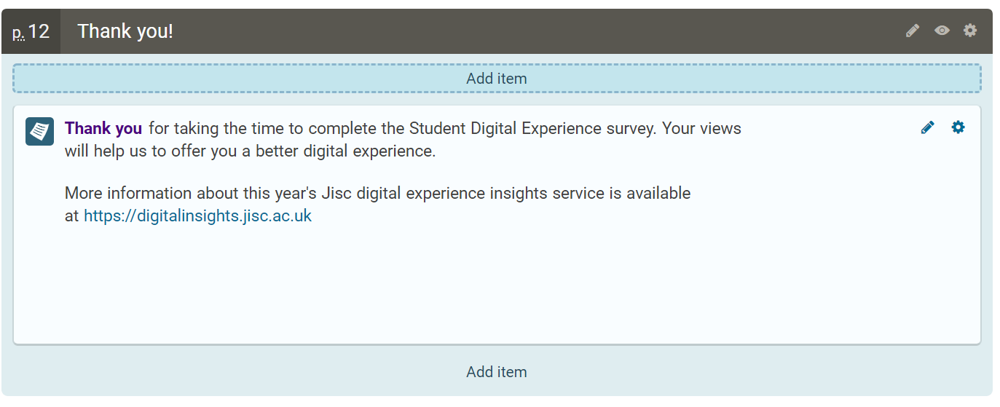 p. 12 Thank you!
Add item
Thank you for taking the time to complete the Student Digital Experience survey. Your views
will help us to offer you a better digital experience.
More information about this year's Jisc digital experience insights service is available
at https://digitalinsights.jisc.ac.uk
Add item